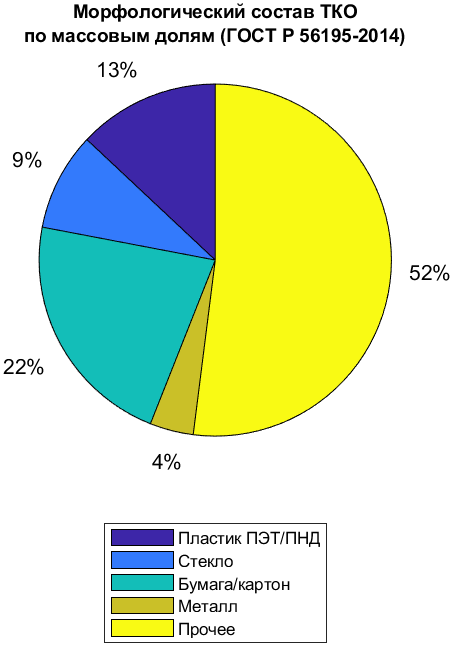 Морфологический состав ТКО
по массовым долям (ГОСТ Р 56195-2014)
13%
9%
52%
22%
4%
Пластик ПЭТ/ПНД
Стекло
Бумага/картон
Металл
Прочее